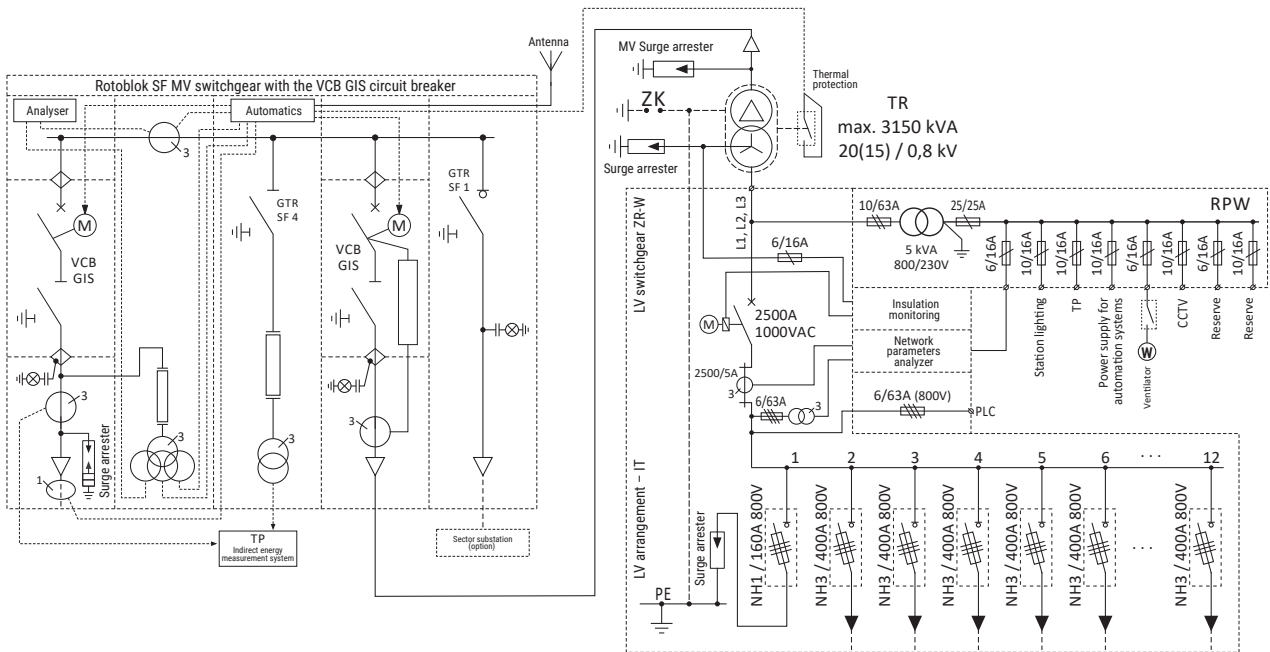 Antenna
Rotoblok SF MV switchgear with the VCB GIS circuit breaker
Analyser
Automatics
3
M
VCB
GIS
3
1
Surge arrester
3
GTR
SF 4
3
TP
Indirect energy
measurement system
M
VCB
GIS
3
GTR
SF 1
Sector substation
(option)
MV Surge arrester
ZK
Surge arrester
Thermal
protection
TR
max. 3150 kVA
20(15) / 0,8 kV
LV switchgear ZR-W
L1, L2, L3
10/63A
25/25A
RPW
5 kVA
800/230V
6/16A
10/16A
10/16A
10/16A
6/16A
10/16A
6/16A
10/16A
6/16A
M
2500A
1000VAC
Insulation
monitoring
Network
parameters
analyzer
Station lighting
TP
Power supply for
automation systems
W
Ventilator
CCTV
Reserve
Reserve
2500/5A
3
6/63A
3
6/63A (800V)
PLC
LV arrangement – IT
1
2
3
4
5
6
· · ·
12
Surge arrester
PE
NH1 / 160A 800V
NH3 / 400A 800V
NH3 / 400A 800V
NH3 / 400A 800V
NH3 / 400A 800V
NH3 / 400A 800V
· · ·
· · ·
NH3 / 400A 800V